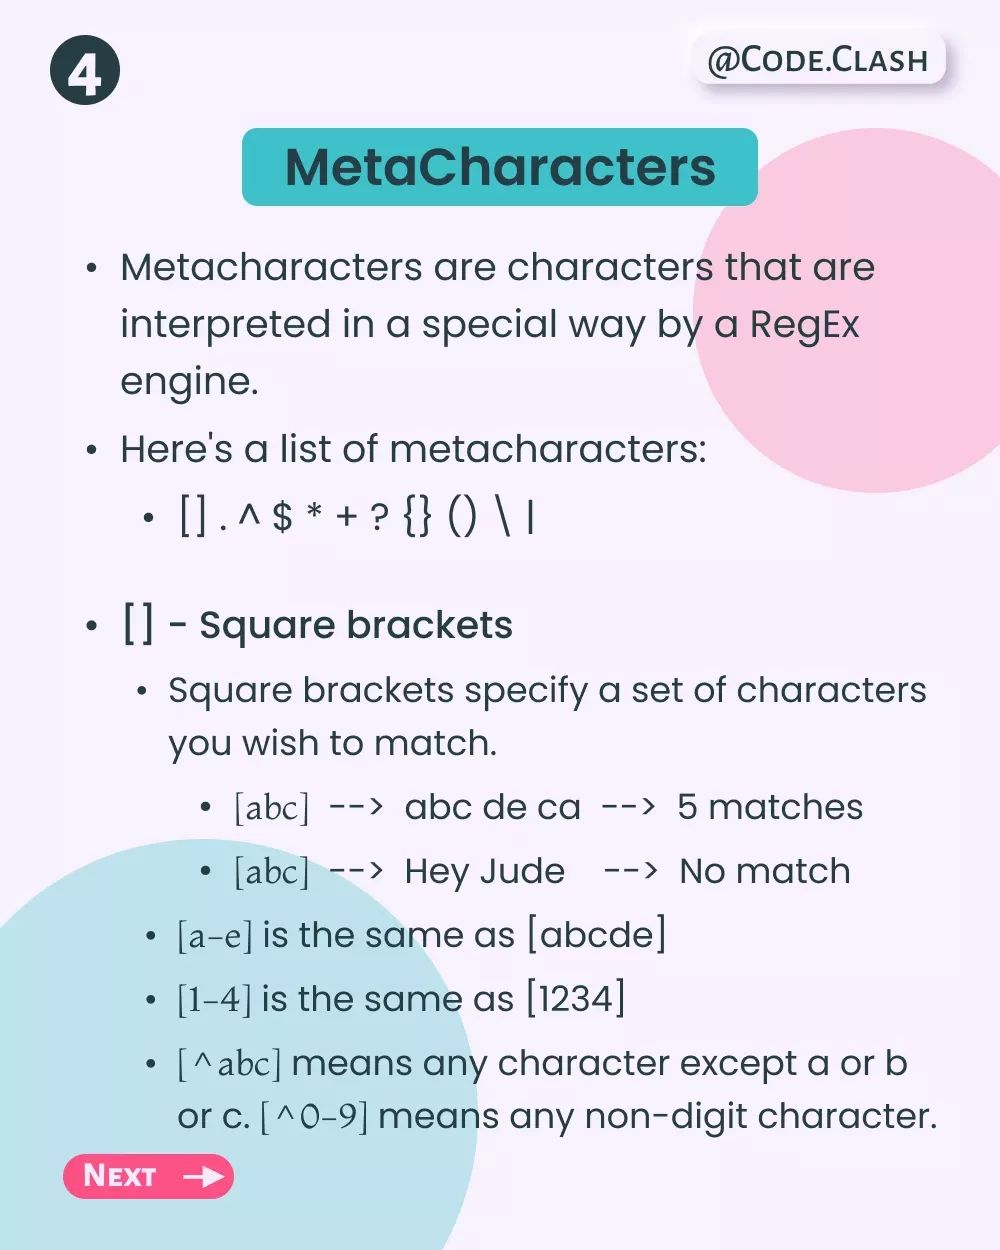 4
@Code.Clash
MetaCharacters
• Metacharacters are characters that are
interpreted in a special way by a RegEx
engine.
• Here's a list of metacharacters:
• [] . ^ $ * + ? {} () \ |
• [] - Square brackets
• Square brackets specify a set of characters
you wish to match.
• [abc] --> abc de ca --> 5 matches
• [abc] --> Hey Jude --> No match
• [a-e] is the same as [abcde]
• [1-4] is the same as [1234]
• [^abc] means any character except a or b
or c. [^0-9] means any non-digit character.
Next →